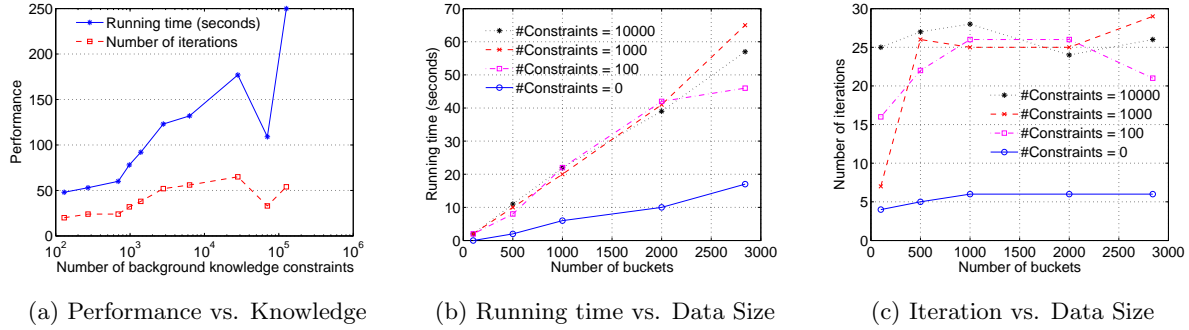 250
200
150
100
50
0
Performance
Running time (seconds)
Number of iterations
10^2 10^3 10^4 10^5 10^6
Number of background knowledge constraints
(a) Performance vs. Knowledge
70
60
50
40
30
20
10
0
Running time (seconds)
#Constraints = 10000
#Constraints = 1000
#Constraints = 100
#Constraints = 0
0 500 1000 1500 2000 2500 3000
Number of buckets
(b) Running time vs. Data Size
30
25
20
15
10
5
0
Number of iterations
#Constraints = 10000
#Constraints = 1000
#Constraints = 100
#Constraints = 0
0 500 1000 1500 2000 2500 3000
Number of buckets
(c) Iteration vs. Data Size